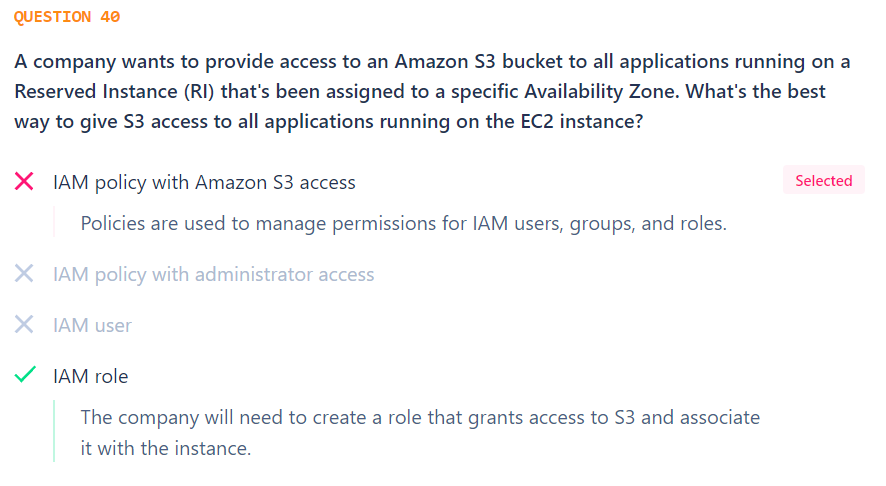 QUESTION 40
A company wants to provide access to an Amazon S3 bucket to all applications running on a
Reserved Instance (RI) that's been assigned to a specific Availability Zone. What's the best
way to give S3 access to all applications running on the EC2 instance?
IAM policy with Amazon S3 access
Selected
Policies are used to manage permissions for IAM users, groups, and roles.
IAM policy with administrator access
IAM user
IAM role
The company will need to create a role that grants access to S3 and associate
it with the instance.